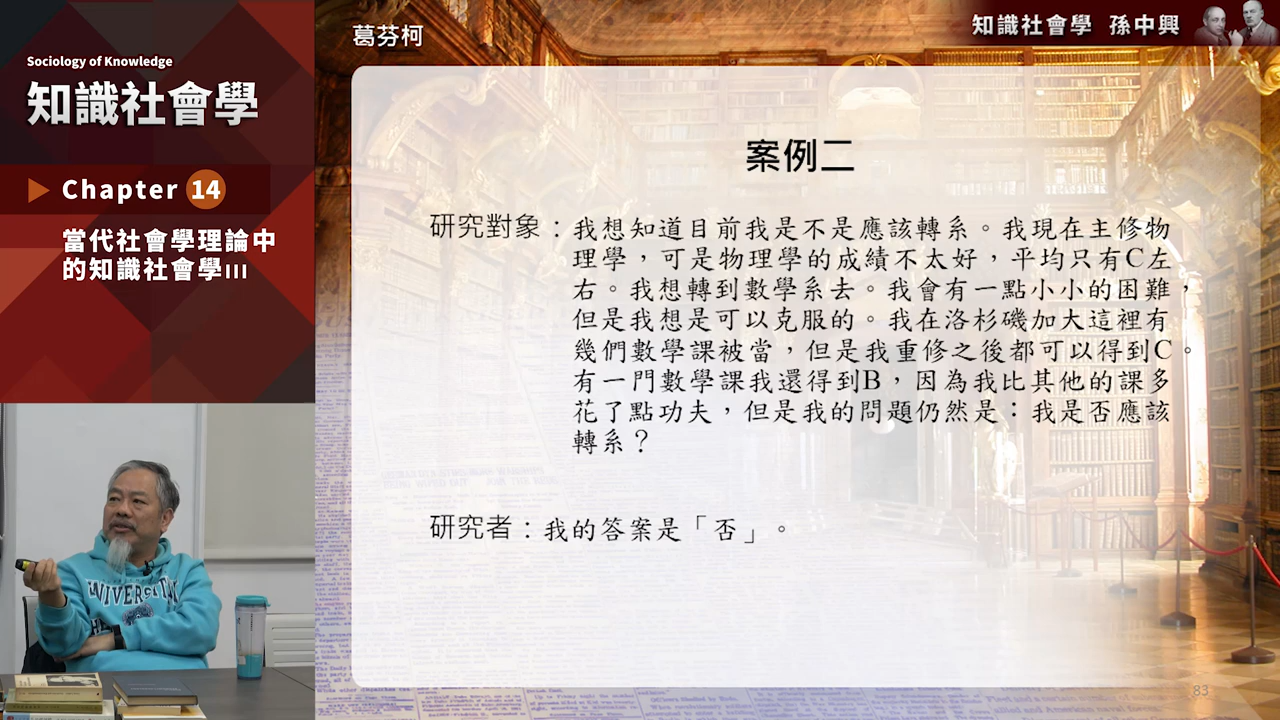 Sociology of Knowledge
知識社會學
Chapter 14
當代社會學理論中
的知識社會學III
葛芬柯
知識社會學 孫中興
案例二
研究對象：我想知道目前我是不是應該轉系。我現在主修物
理學，可是物理學的成績不太好，平均只有C左
右。我想轉到數學系去。我會有一點小小的困難，
但是我想是可以克服的。我在洛杉磯加大這裡有
幾們數學課被當，但是我重修之後都可以得到C。
有一門數學課我還得到B，因為我比其他的課多
花了點功夫，但是我的問題仍然是：我是否應該
轉系？
研究者：我的答案是「否」。
83